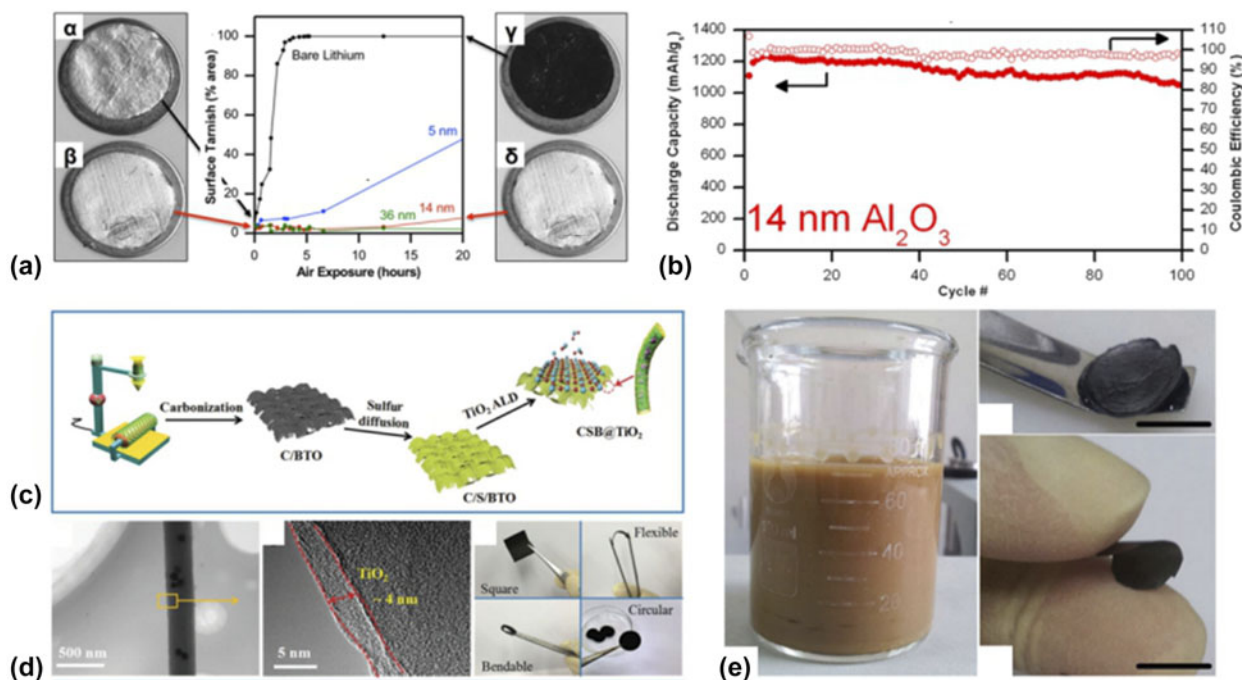 α
β
γ
δ
Surface Tarnish (% area)
100
80
60
40
20
0
Bare Lithium
5 nm
14 nm
36 nm
0
5
10
15
20
Air Exposure (hours)
(a)
Discharge Capacity (mAh/gₛ)
1400
1200
1000
800
600
400
200
0
110
100
90
80
70
60
50
40
30
20
10
0
Coulombic Efficiency (%)
14 nm Al₂O₃
0
20
40
60
80
100
Cycle #
(b)
Carbonization
C/BTO
Sulfur
diffusion
C/S/BTO
TiO₂ ALD
CSB@TiO₂
(c)
500 nm
TiO₂
~ 4 nm
5 nm
Square
Flexible
Bendable
Circular
(d)
APPROX
60
40
20
(e)